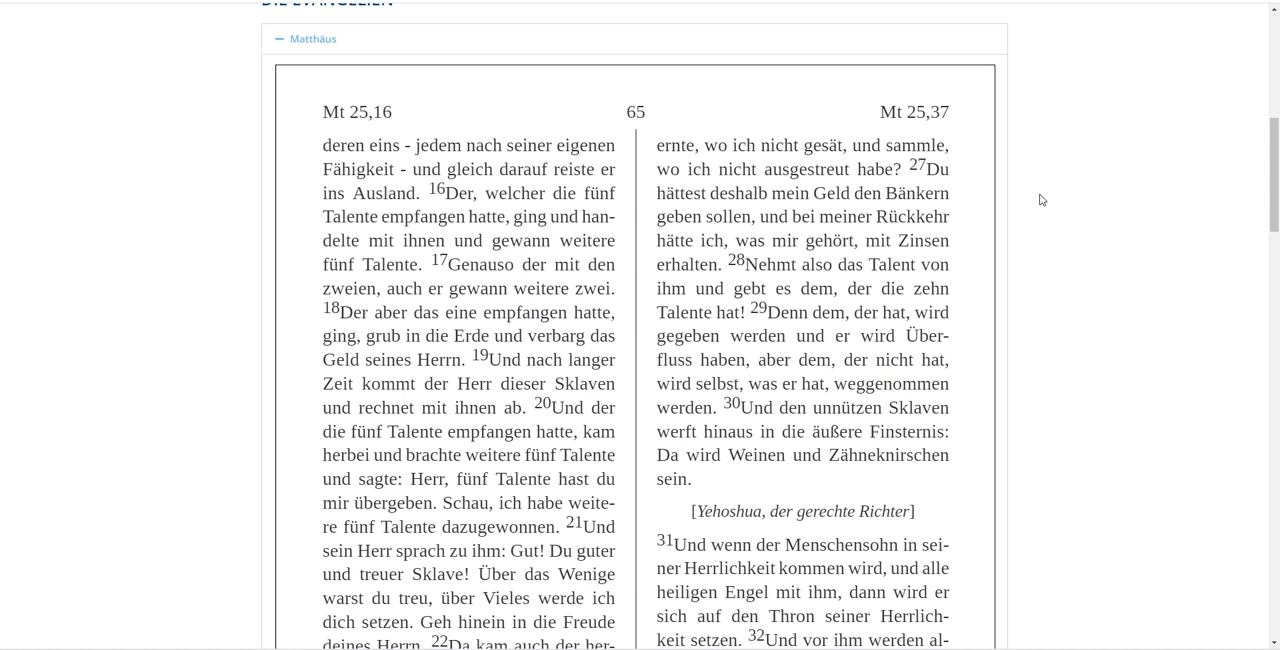 DIE EVANGELIEN
− Matthäus
Mt 25,16 65 Mt 25,37
deren eins - jedem nach seiner eigenen
Fähigkeit - und gleich darauf reiste er
ins Ausland. 16Der, welcher die fünf
Talente empfangen hatte, ging und han-
delte mit ihnen und gewann weitere
fünf Talente. 17Genauso der mit den
zweien, auch er gewann weitere zwei.
18Der aber das eine empfangen hatte,
ging, grub in die Erde und verbarg das
Geld seines Herrn. 19Und nach langer
Zeit kommt der Herr dieser Sklaven
und rechnet mit ihnen ab. 20Und der
die fünf Talente empfangen hatte, kam
herbei und brachte weitere fünf Talente
und sagte: Herr, fünf Talente hast du
mir übergeben. Schau, ich habe weite-
re fünf Talente dazugewonnen. 21Und
sein Herr sprach zu ihm: Gut! Du guter
und treuer Sklave! Über das Wenige
warst du treu, über Vieles werde ich
dich setzen. Geh hinein in die Freude
deines Herrn. 22Da kam auch der her-
ernte, wo ich nicht gesät, und sammle,
wo ich nicht ausgestreut habe? 27Du
hättest deshalb mein Geld den Bänkern
geben sollen, und bei meiner Rückkehr
hätte ich, was mir gehört, mit Zinsen
erhalten. 28Nehmt also das Talent von
ihm und gebt es dem, der die zehn
Talente hat! 29Denn dem, der hat, wird
gegeben werden und er wird Über-
fluss haben, aber dem, der nicht hat,
wird selbst, was er hat, weggenommen
werden. 30Und den unnützen Sklaven
werft hinaus in die äußere Finsternis:
Da wird Weinen und Zähneknirschen
sein.
[Yehoshua, der gerechte Richter]
31Und wenn der Menschensohn in sei-
ner Herrlichkeit kommen wird, und alle
heiligen Engel mit ihm, dann wird er
sich auf den Thron seiner Herrlich-
keit setzen. 32Und vor ihm werden al-